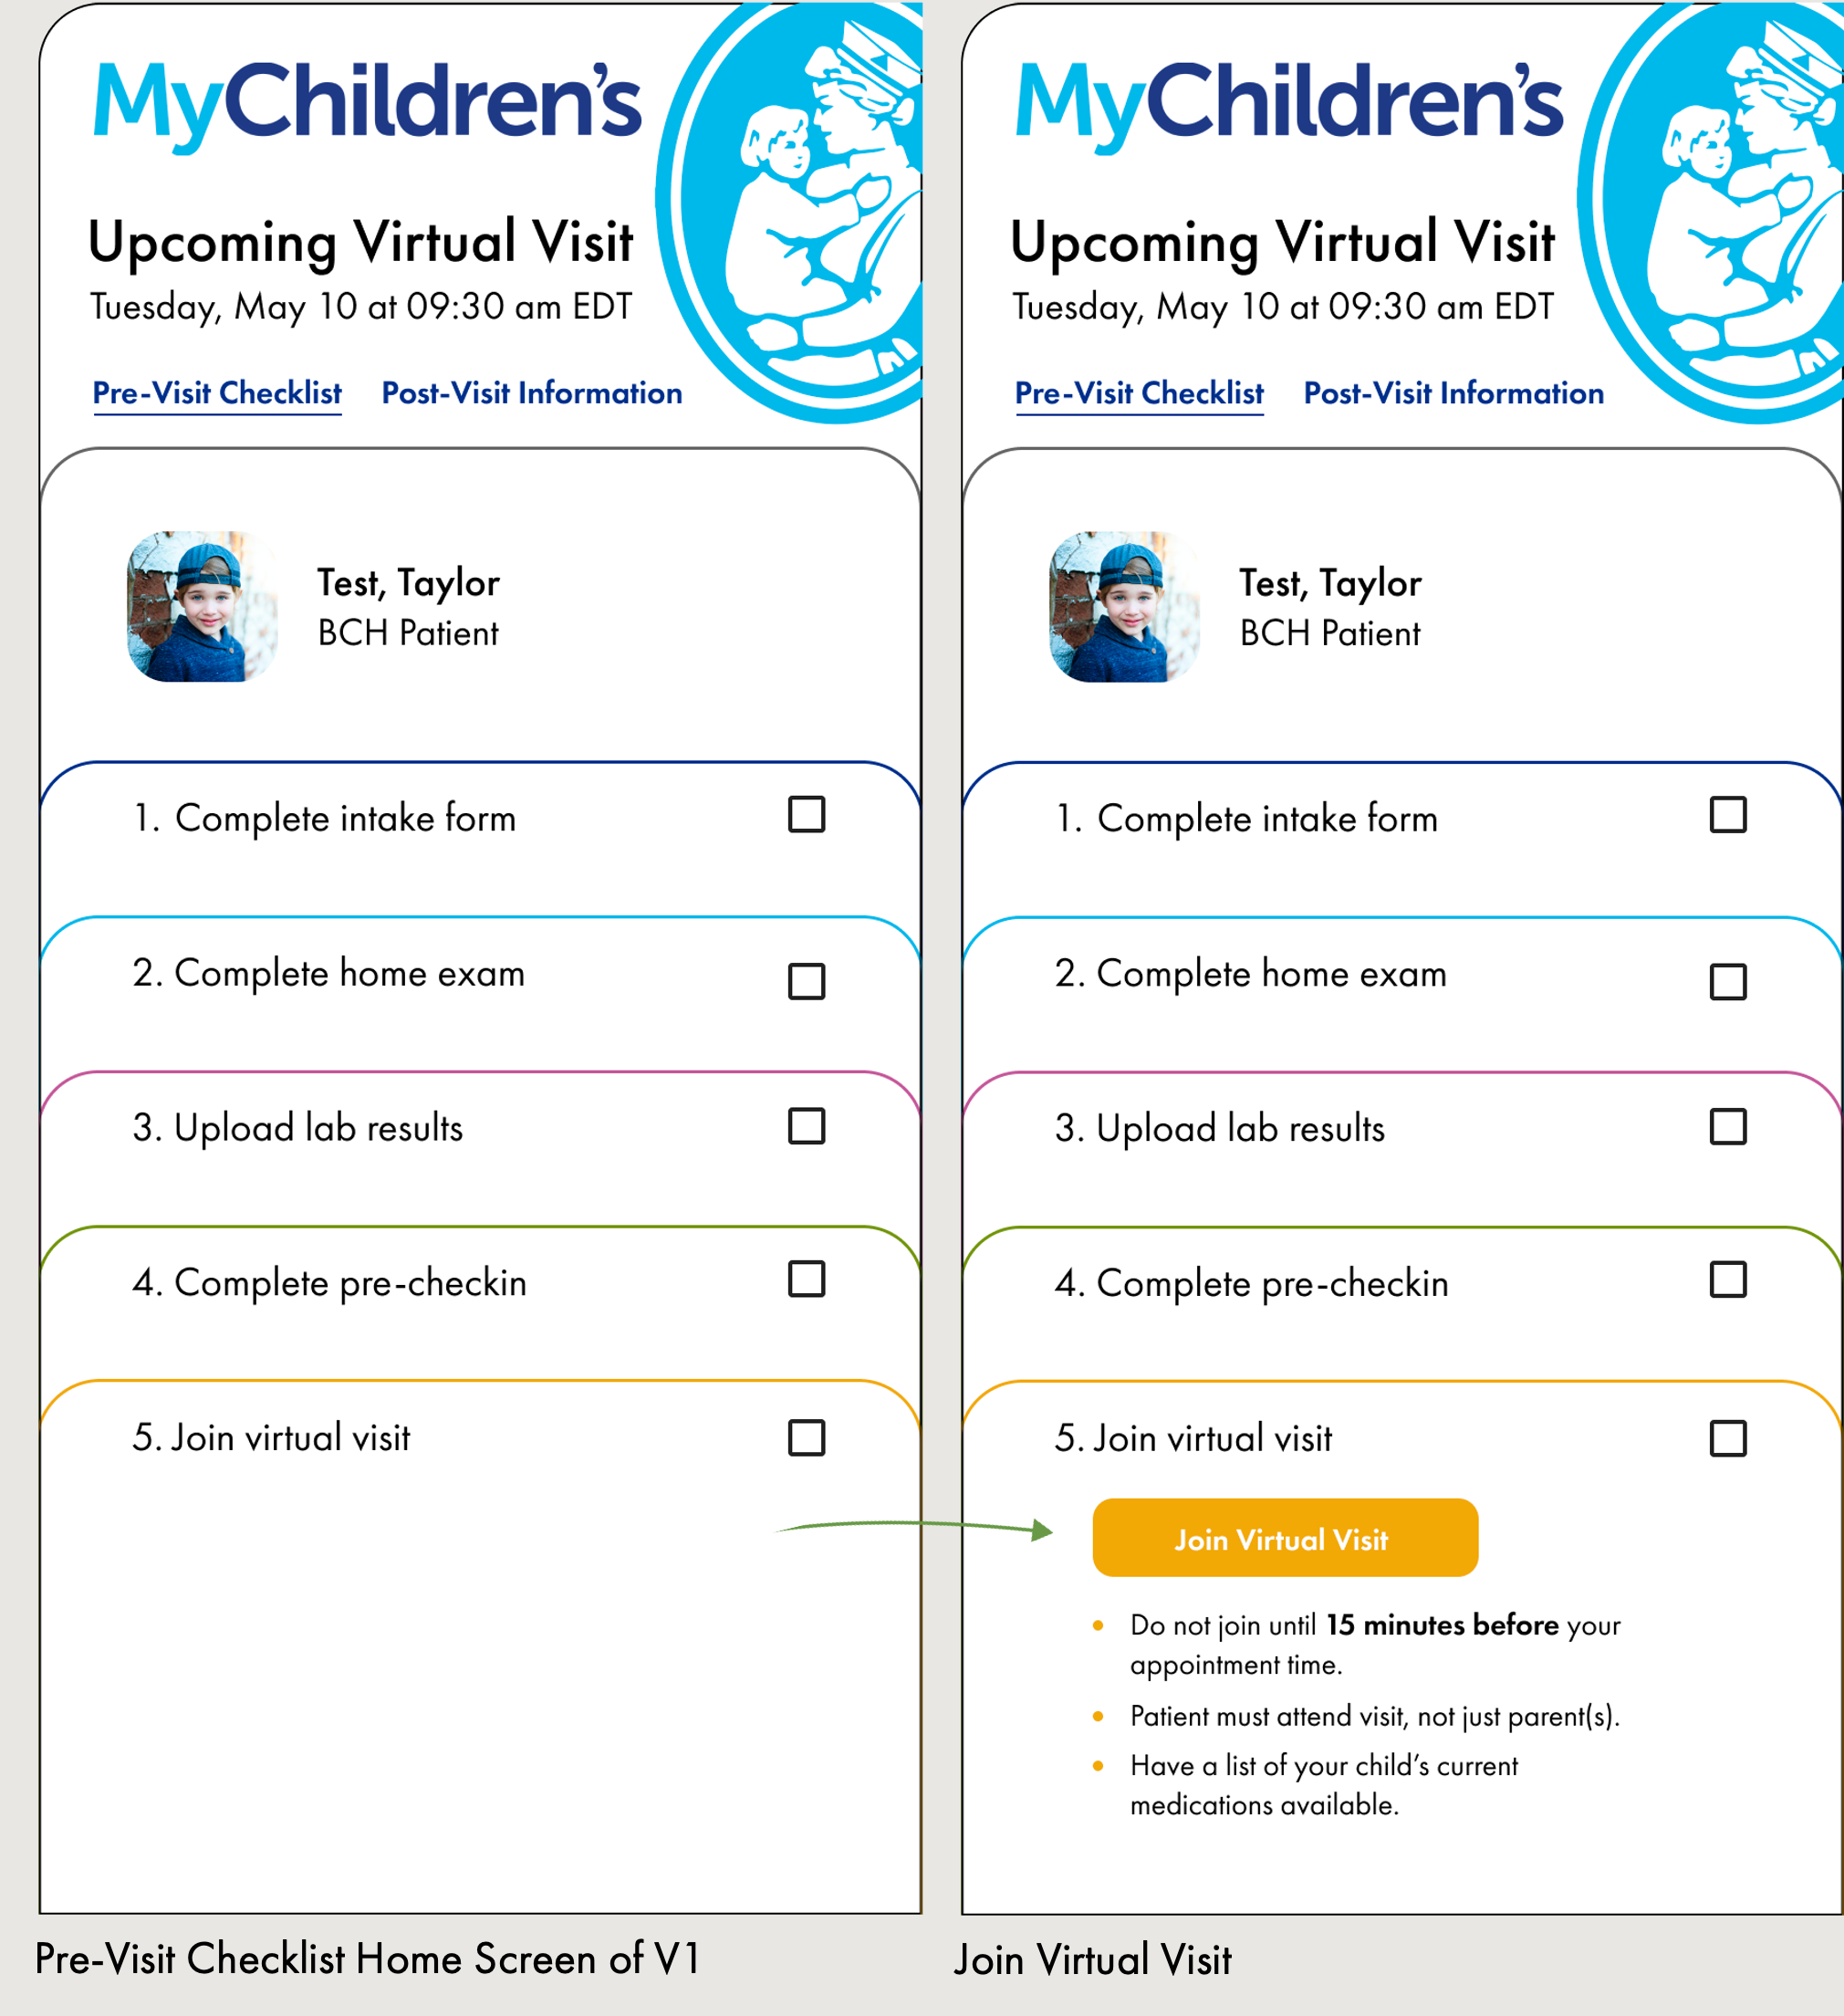 MyChildren's
Upcoming Virtual Visit
Tuesday, May 10 at 09:30 am EDT
Pre-Visit Checklist Post-Visit Information
Test, Taylor
BCH Patient
1. Complete intake form
2. Complete home exam
3. Upload lab results
4. Complete pre-checkin
5. Join virtual visit
Pre-Visit Checklist Home Screen of V1
MyChildren's
Upcoming Virtual Visit
Tuesday, May 10 at 09:30 am EDT
Pre-Visit Checklist Post-Visit Information
Test, Taylor
BCH Patient
1. Complete intake form
2. Complete home exam
3. Upload lab results
4. Complete pre-checkin
5. Join virtual visit
Join Virtual Visit
• Do not join until 15 minutes before your
appointment time.
• Patient must attend visit, not just parent(s).
• Have a list of your child's current
medications available.
Join Virtual Visit